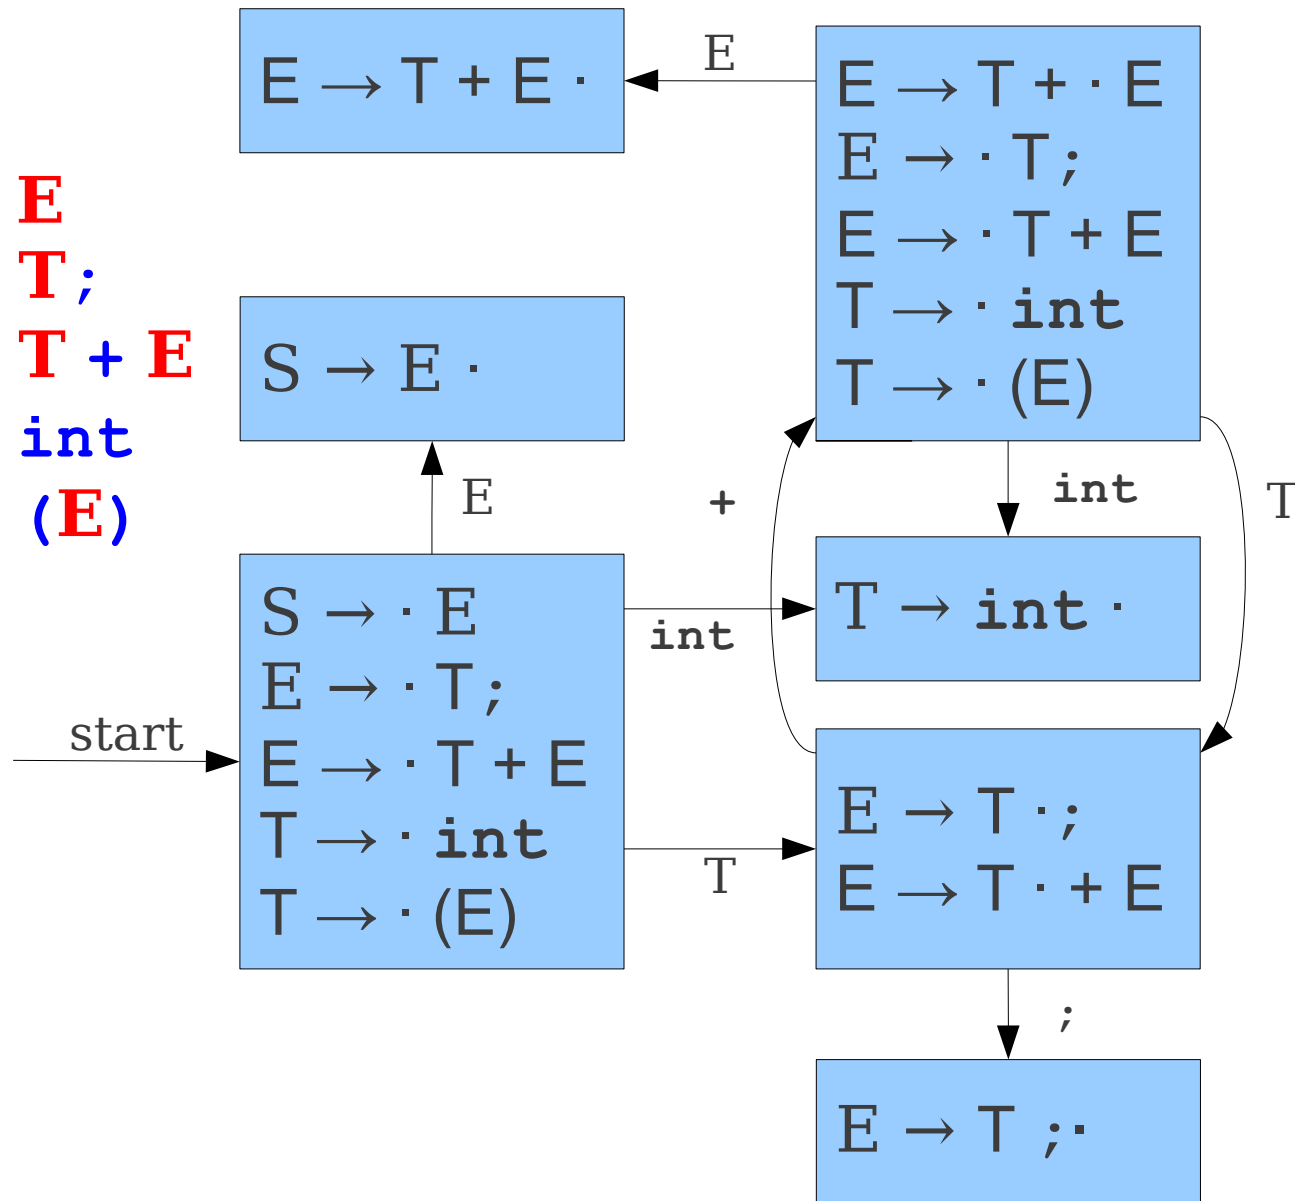 E
T;
T + E
int
(E)
E → T + E ·
E
E → T + · E
E → · T;
E → · T + E
T → · int
T → · (E)
S → E ·
E
+
int
T
start
S → · E
E → · T;
E → · T + E
T → · int
T → · (E)
int
T
T → int ·
E → T ·;
E → T · + E
;
E → T ;·